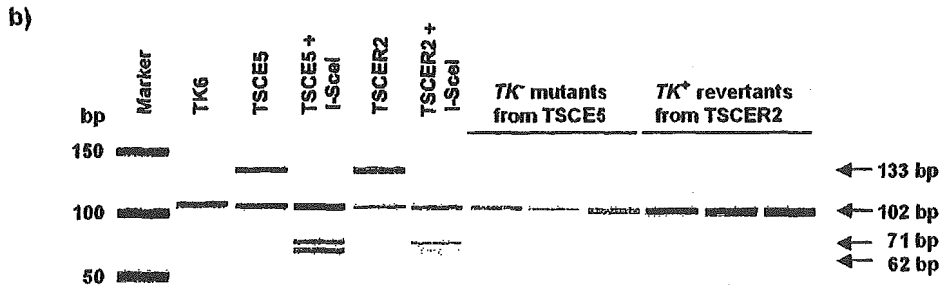 b)
bp
Marker
TK6
TSCE5
TSCE5 +
I-SceI
TSCER2
TSCER2 +
I-SceI
TK- mutants
from TSCE5
TK+ revertants
from TSCER2
150
100
50
133 bp
102 bp
71 bp
62 bp